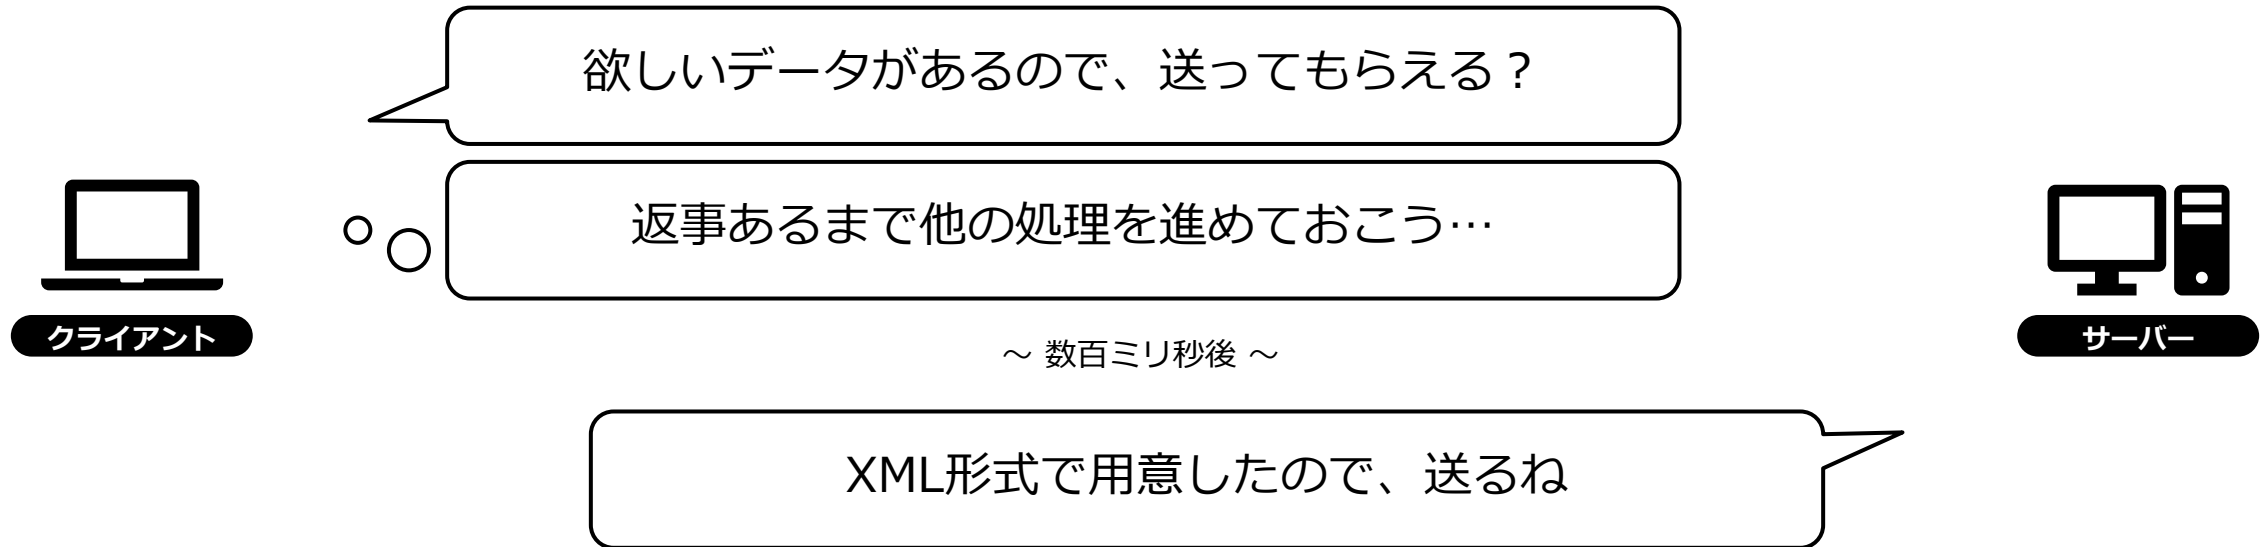 欲しいデータがあるので、送ってもらえる？
返事あるまで他の処理を進めておこう…
クライアント
サーバー
～ 数百ミリ秒後 ～
XML形式で用意したので、送るね